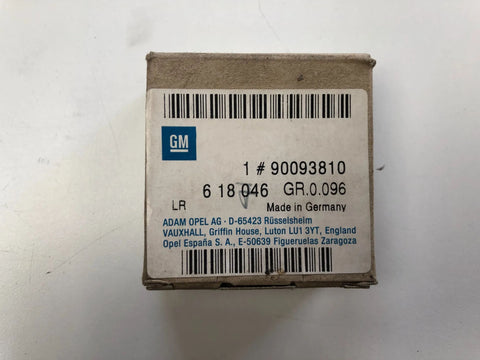 GM
1 # 90093810
6 18 046 GR.0.096
LR
Made in Germany
ADAM OPEL AG · D-65423 Rüsselsheim
VAUXHALL, Griffin House, Luton LU1 3YT, England
Opel España S. A., E-50639 Figueruelas Zaragoza